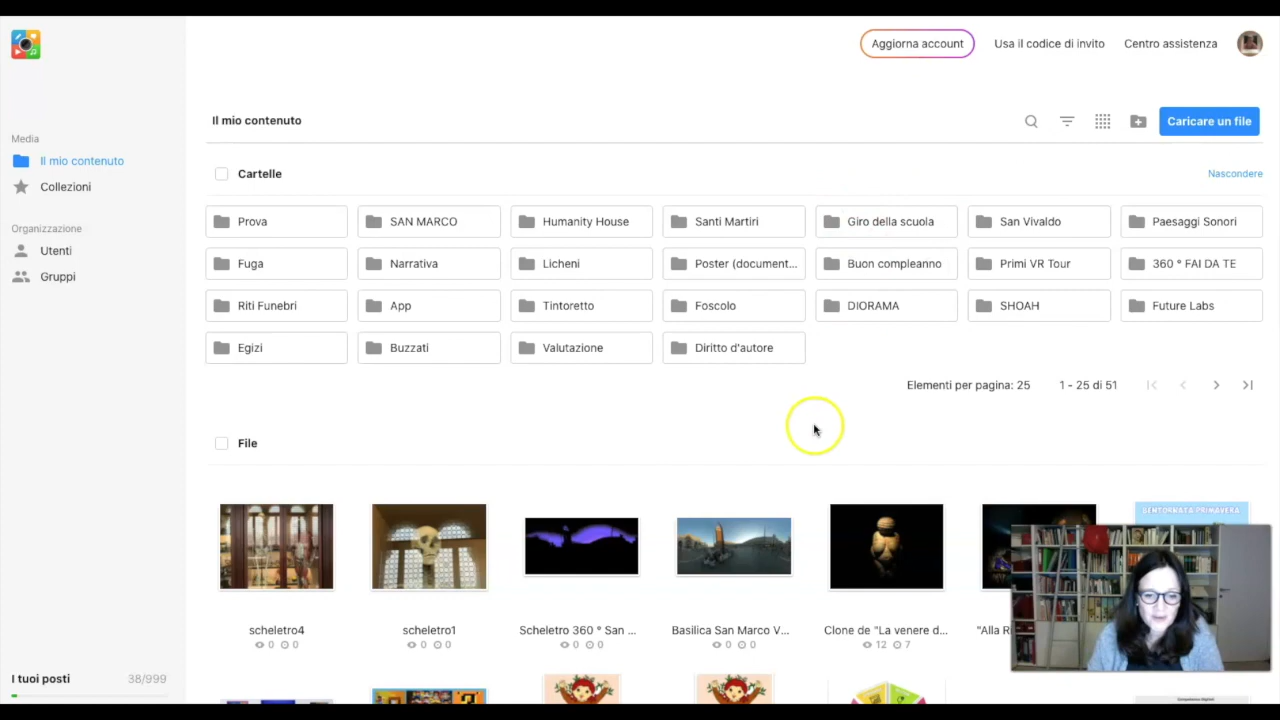 Aggiorna account Usa il codice di invito Centro assistenza
Media
Il mio contenuto
Collezioni
Organizzazione
Utenti
Gruppi
I tuoi posti 38/999
Il mio contenuto Caricare un file
Cartelle Nascondere
Prova SAN MARCO Humanity House Santi Martiri Giro della scuola San Vivaldo Paesaggi Sonori
Fuga Narrativa Licheni Poster (document... Buon compleanno Primi VR Tour 360 ° FAI DA TE
Riti Funebri App Tintoretto Foscolo DIORAMA SHOAH Future Labs
Egizi Buzzati Valutazione Diritto d'autore
Elementi per pagina: 25 1 - 25 di 51
File
BENTORNATA PRIMAVERA
scheletro4 scheletro1 Scheletro 360 ° San ... Basilica San Marco V... Clone de "La venere d... "Alla
0 0 0 0 0 0 0 0 12 7